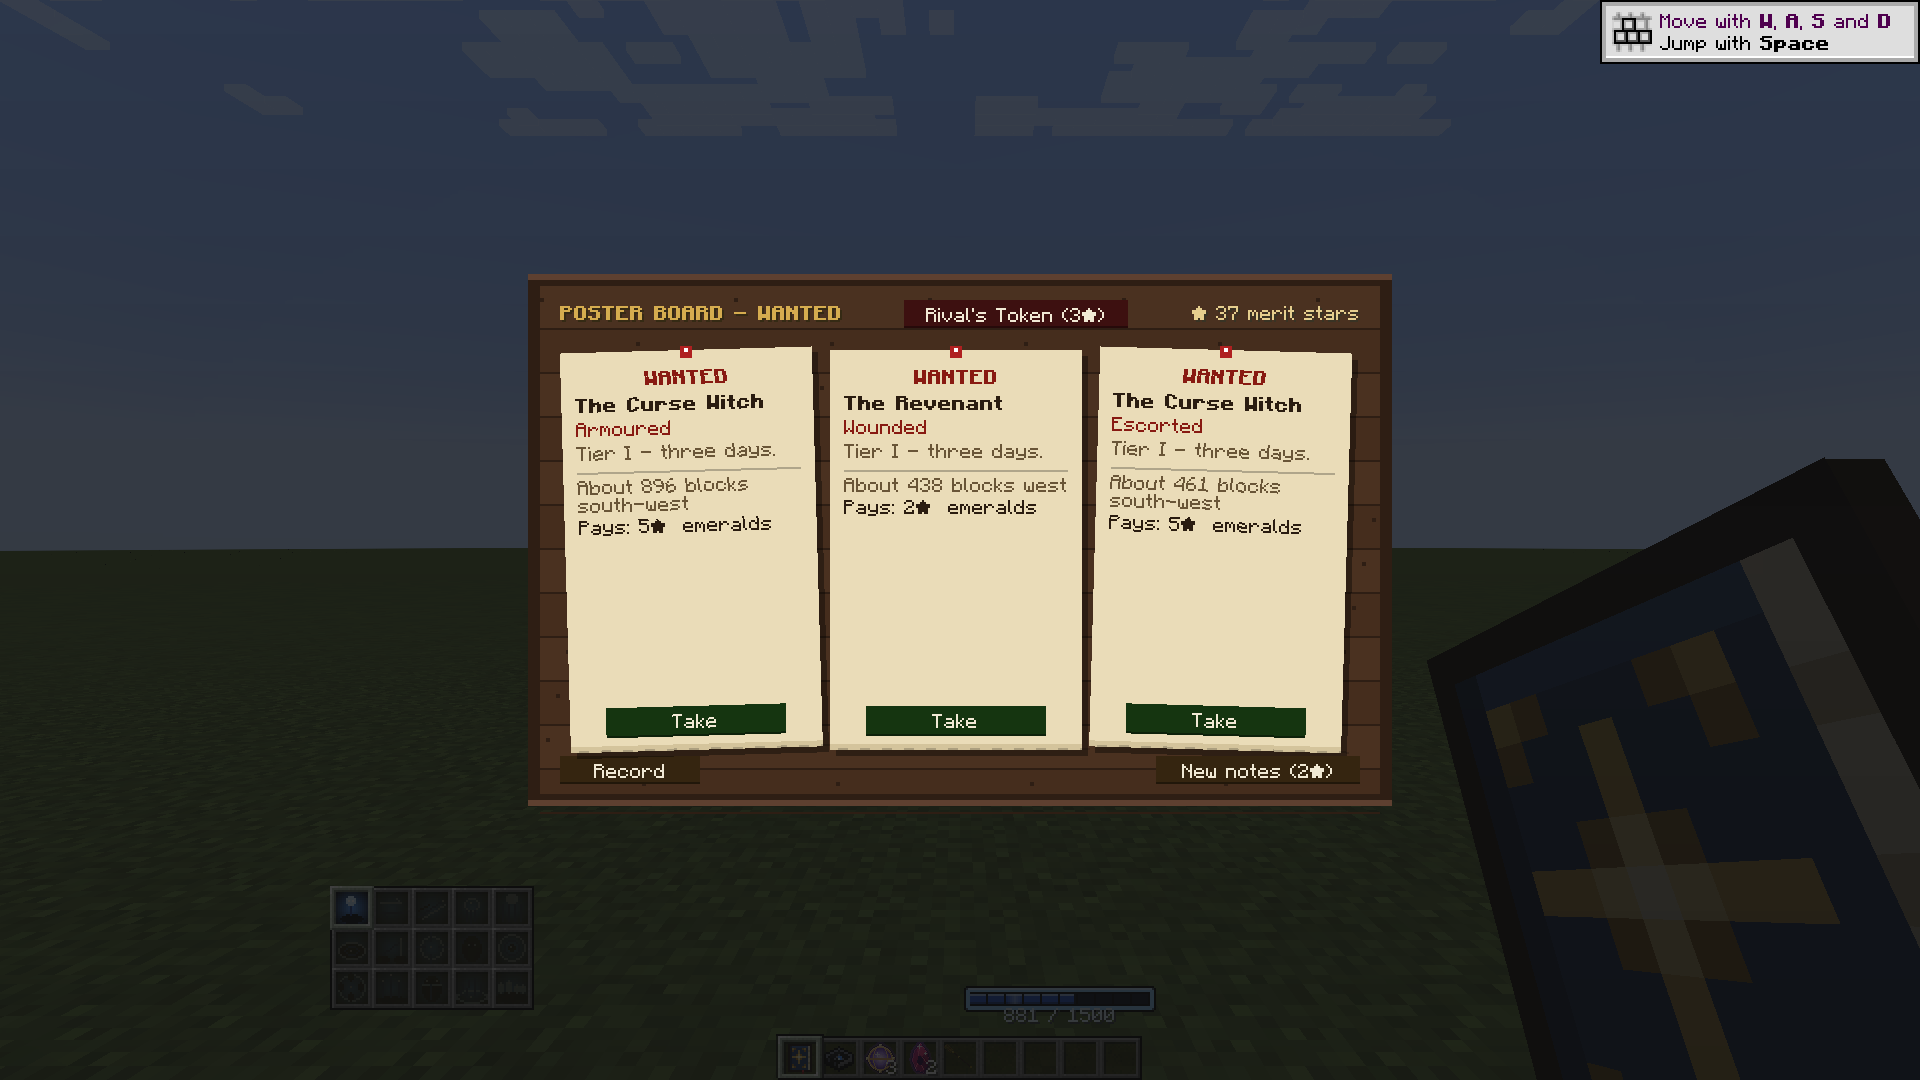 Move with W, A, S and D
Jump with Space
POSTER BOARD - WANTED
Rival's Token (3★)
★ 37 merit stars
WANTED
The Curse Witch
Armoured
Tier I - three days.
About 896 blocks
south-west
Pays: 5★ emeralds
Take
WANTED
The Revenant
Wounded
Tier I - three days.
About 438 blocks west
Pays: 2★ emeralds
Take
WANTED
The Curse Witch
Escorted
Tier I - three days.
About 461 blocks
south-west
Pays: 5★ emeralds
Take
Record
New notes (2★)
881 / 1500
3
2